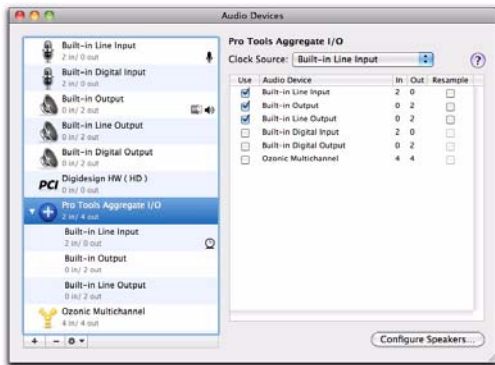 Audio Devices
Built-in Line Input
2 in/ 0 out
Built-in Digital Input
2 in/ 0 out
Built-in Output
0 in/ 2 out
Built-in Line Output
0 in/ 2 out
Built-in Digital Output
0 in/ 2 out
PCI
Digidesign HW ( HD )
0 in/ 0 out
Pro Tools Aggregate I/O
2 in/ 4 out
Built-in Line Input
2 in/ 0 out
Built-in Output
0 in/ 2 out
Built-in Line Output
0 in/ 2 out
Ozonic Multichannel
4 in/ 4 out
+ −
Pro Tools Aggregate I/O
Clock Source: Built-in Line Input ?
Use Audio Device In Out Resample
Built-in Line Input 2 0
Built-in Output 0 2
Built-in Line Output 0 2
Built-in Digital Input 2 0
Built-in Digital Output 0 2
Ozonic Multichannel 4 4
Configure Speakers...